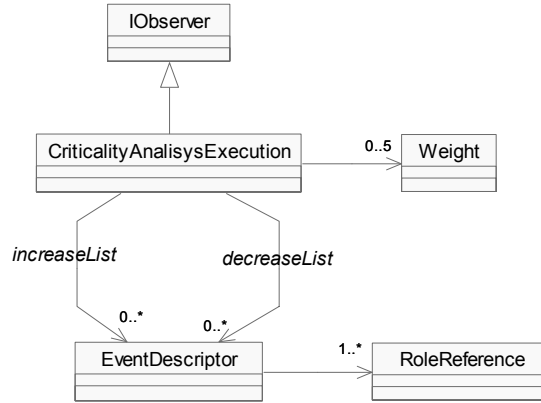 IObserver
CriticalityAnalisysExecution
0..5
Weight
increaseList
decreaseList
0..*
0..*
EventDescriptor
1..*
RoleReference